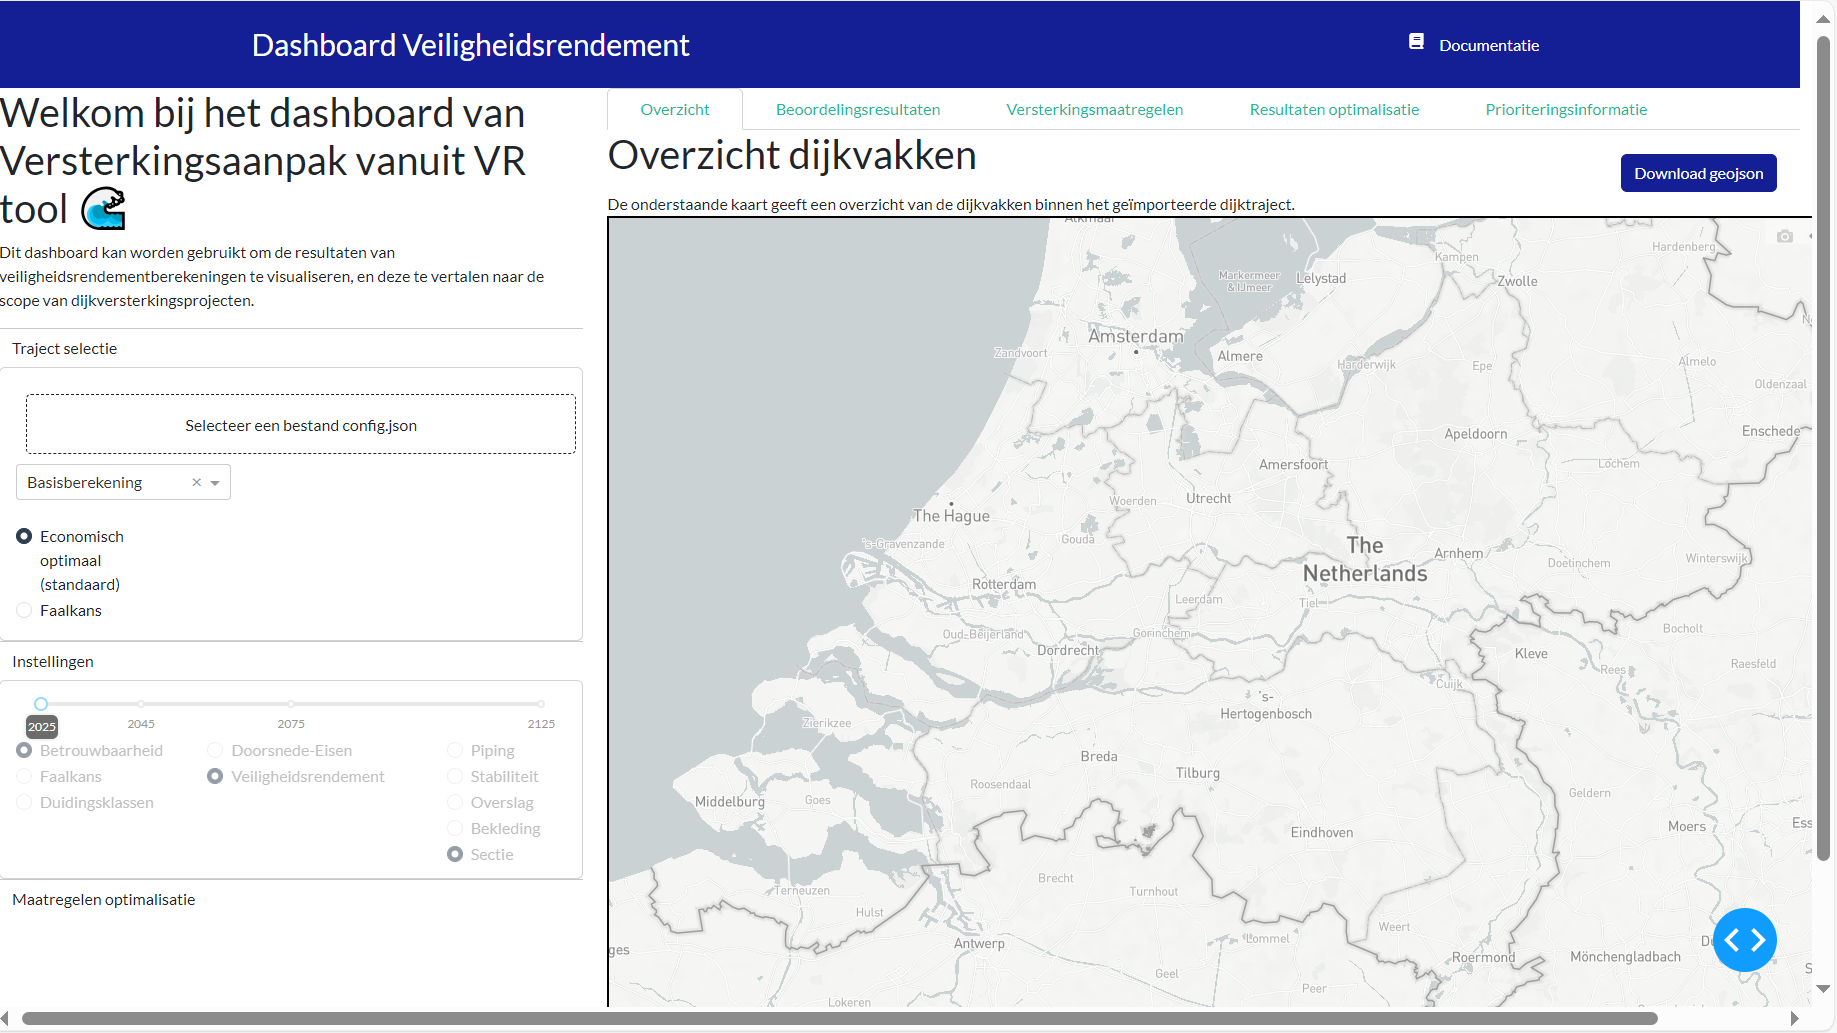 Dashboard Veiligheidsrendement
Documentatie
Welkom bij het dashboard van
Versterkingsaanpak vanuit VR
tool
Dit dashboard kan worden gebruikt om de resultaten van
veiligheidsrendementberekeningen te visualiseren, en deze te vertalen naar de
scope van dijkversterkingsprojecten.
Traject selectie
Selecteer een bestand config.json
Basisberekening
Economisch
optimaal
(standaard)
Faalkans
Instellingen
2025
2045
2075
2125
Betrouwbaarheid
Faalkans
Duidingsklassen
Doorsnede-Eisen
Veiligheidsrendement
Piping
Stabiliteit
Overslag
Bekleding
Sectie
Maatregelen optimalisatie
Overzicht
Beoordelingsresultaten
Versterkingsmaatregelen
Resultaten optimalisatie
Prioriteringsinformatie
Overzicht dijkvakken
Download geojson
De onderstaande kaart geeft een overzicht van de dijkvakken binnen het geïmporteerde dijktraject.
Alkmaar
Hardenberg
Kampen
Markermeer
& IJmeer
Lelystad
Zwolle
Amsterdam
Zandvoort
Almere
Harderwijk
Epe
Almelo
Oldenzaal
Apeldoorn
Enschede
Amersfoort
Lochem
Woerden
Utrecht
The Hague
's-Gravenzande
Gouda
The
Netherlands
Arnhem
Doetinchem
Winterswijk
Rotterdam
Leerdam
Tiel
Oud-Beijerland
Gorinchem
Dordrecht
Bocholt
Kleve
Rees
Raesfeld
Cuijk
's-
Hertogenbosch
Zierikzee
Breda
Tilburg
Roosendaal
Geldern
Middelburg
Goes
Eindhoven
Moers
Ess
Brecht
Turnhout
Terneuzen
Hulst
Weert
Antwerp
Lommel
Roermond
Mönchengladbach
ges
Geel
Peer
Lokeren